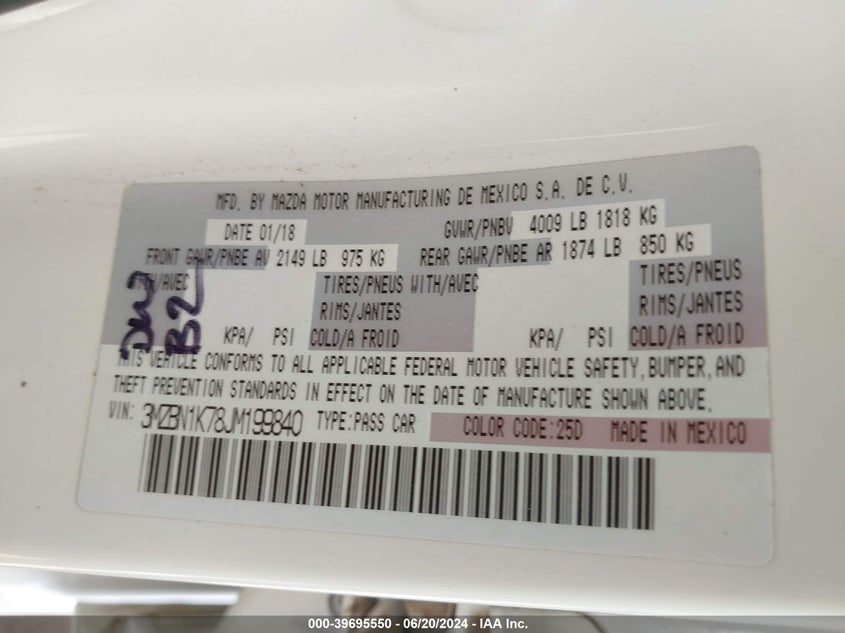 MFD. BY MAZDA MOTOR MANUFACTURING DE MEXICO S.A. DE C.V.
DATE 01/18 GVWR/PNBV 4009 LB 1818 KG
FRONT GAWR/PNBE AV 2149 LB 975 KG REAR GAWR/PNBE AR 1874 LB 850 KG
WITH/AVEC TIRES/PNEUS WITH/AVEC TIRES/PNEUS
RIMS/JANTES RIMS/JANTES
KPA/ PSI COLD/A FROID KPA/ PSI COLD/A FROID
B2
THIS VEHICLE CONFORMS TO ALL APPLICABLE FEDERAL MOTOR VEHICLE SAFETY, BUMPER, AND
THEFT PREVENTION STANDARDS IN EFFECT ON THE DATE OF MANUFACTURE SHOWN ABOVE.
VIN: 3MZBN1K78JM199840 TYPE:PASS CAR COLOR CODE:25D MADE IN MEXICO
000-39695550 - 06/20/2024 - IAA Inc.